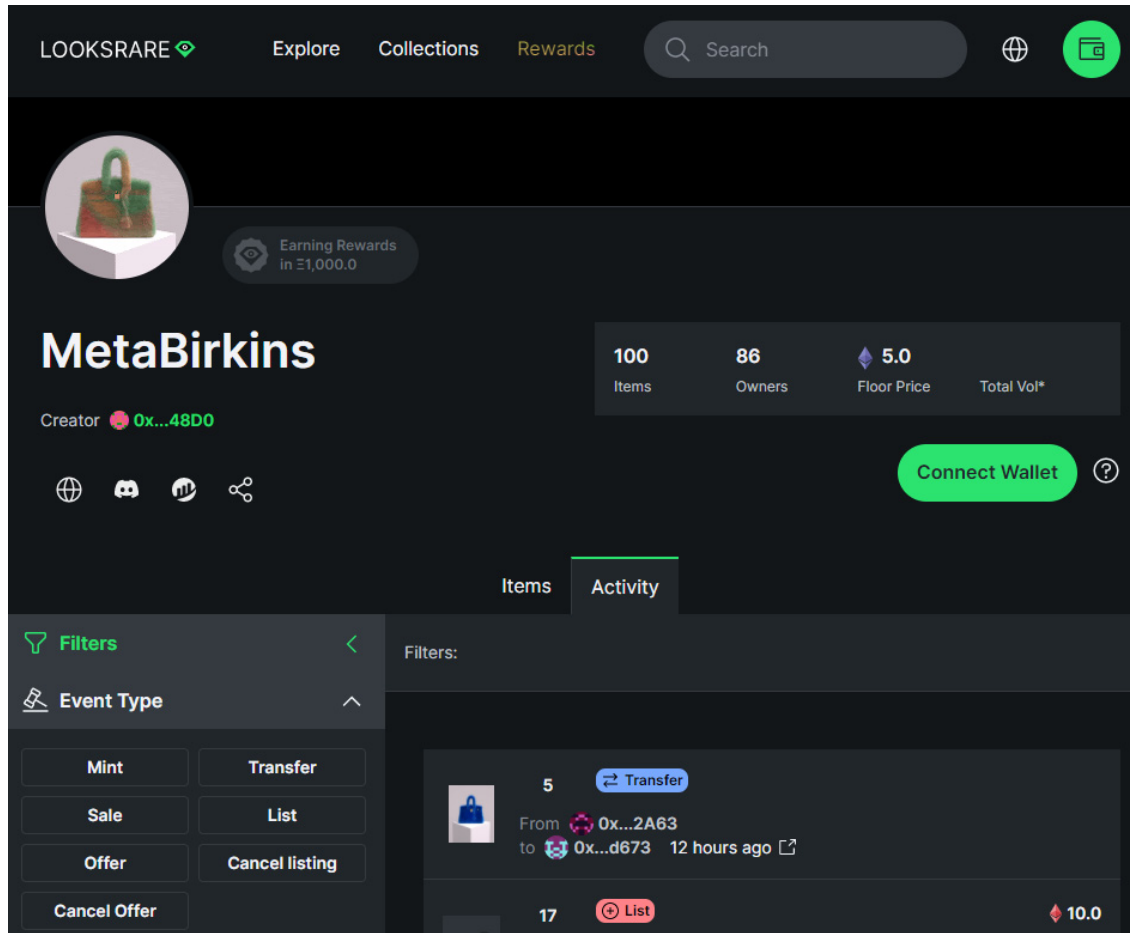 LOOKSRARE Explore Collections Rewards Search
Earning Rewards
in Ξ1,000.0
MetaBirkins
100 86 5.0
Items Owners Floor Price Total Vol*
Creator 0x...48D0
Connect Wallet
Items Activity
Filters
Filters:
Event Type
Mint Transfer
Sale List
Offer Cancel listing
Cancel Offer
5 Transfer
From 0x...2A63
to 0x...d673 12 hours ago
17 List 10.0